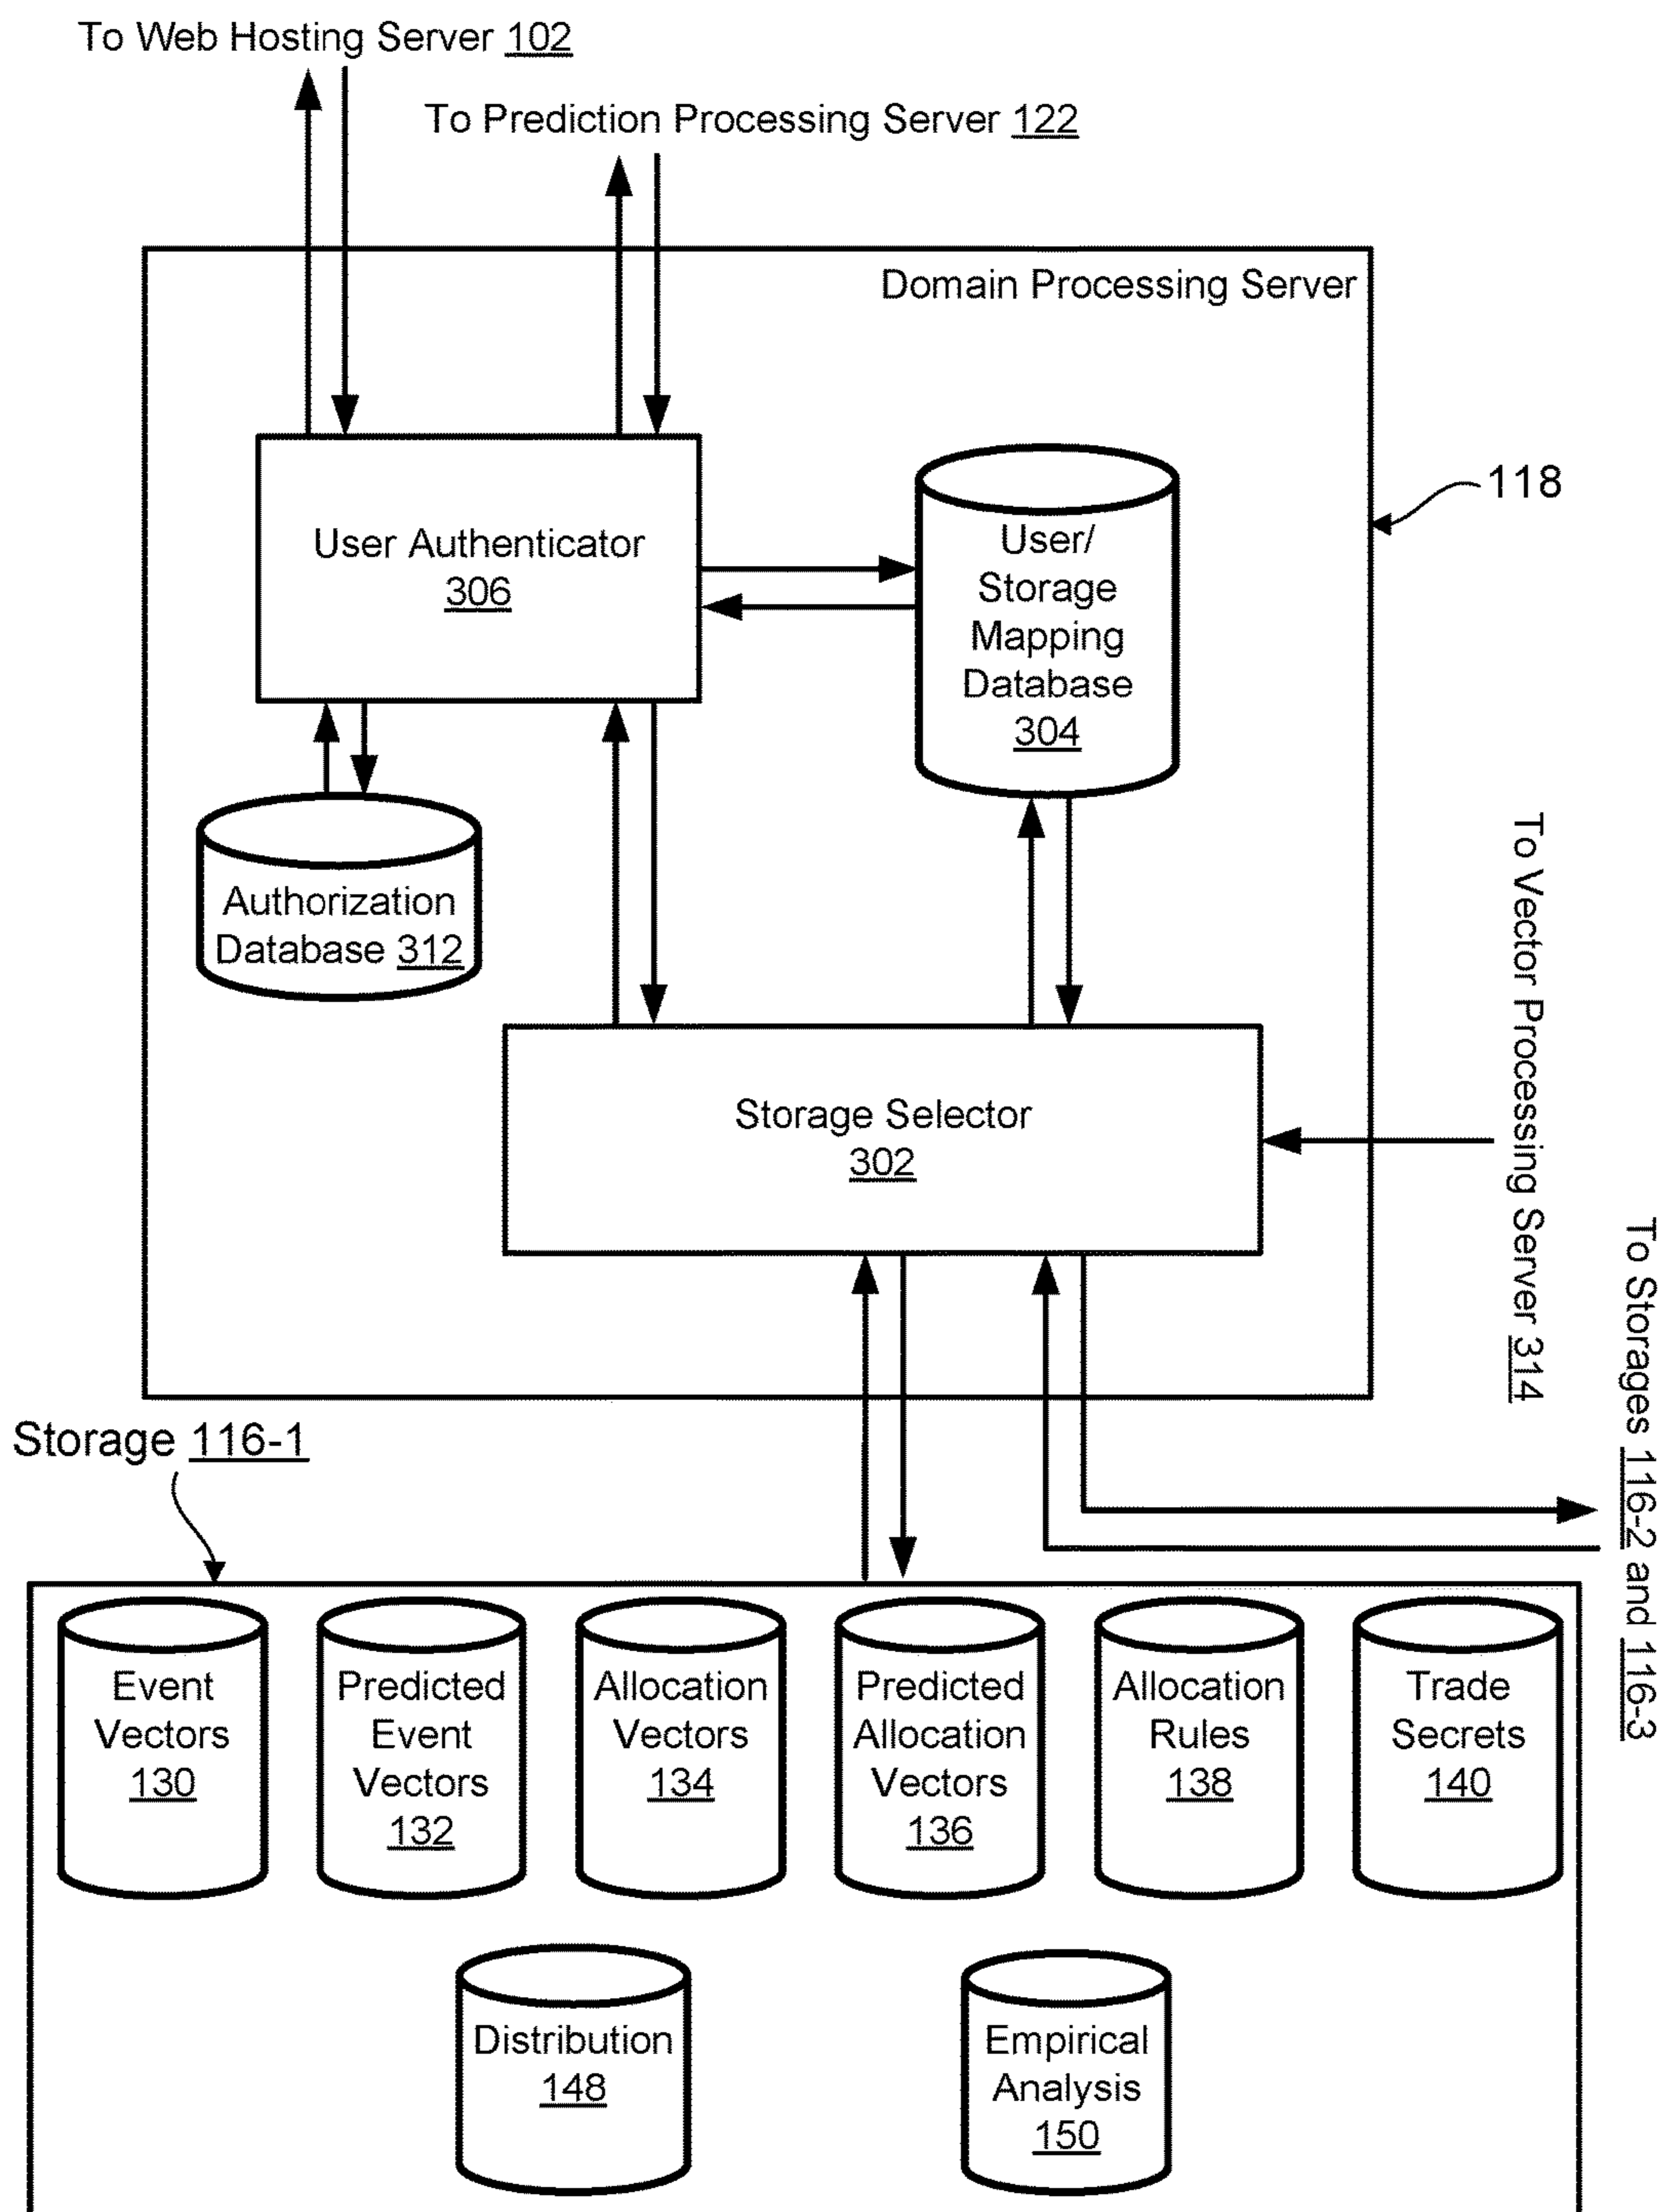 To Web Hosting Server 102
To Prediction Processing Server 122
Domain Processing Server
118
User Authenticator
306
User/
Storage
Mapping
Database
304
Authorization
Database 312
Storage Selector
302
To Vector Processing Server 314
To Storages 116-2 and 116-3
Storage 116-1
Event
Vectors
130
Predicted
Event
Vectors
132
Allocation
Vectors
134
Predicted
Allocation
Vectors
136
Allocation
Rules
138
Trade
Secrets
140
Distribution
148
Empirical
Analysis
150